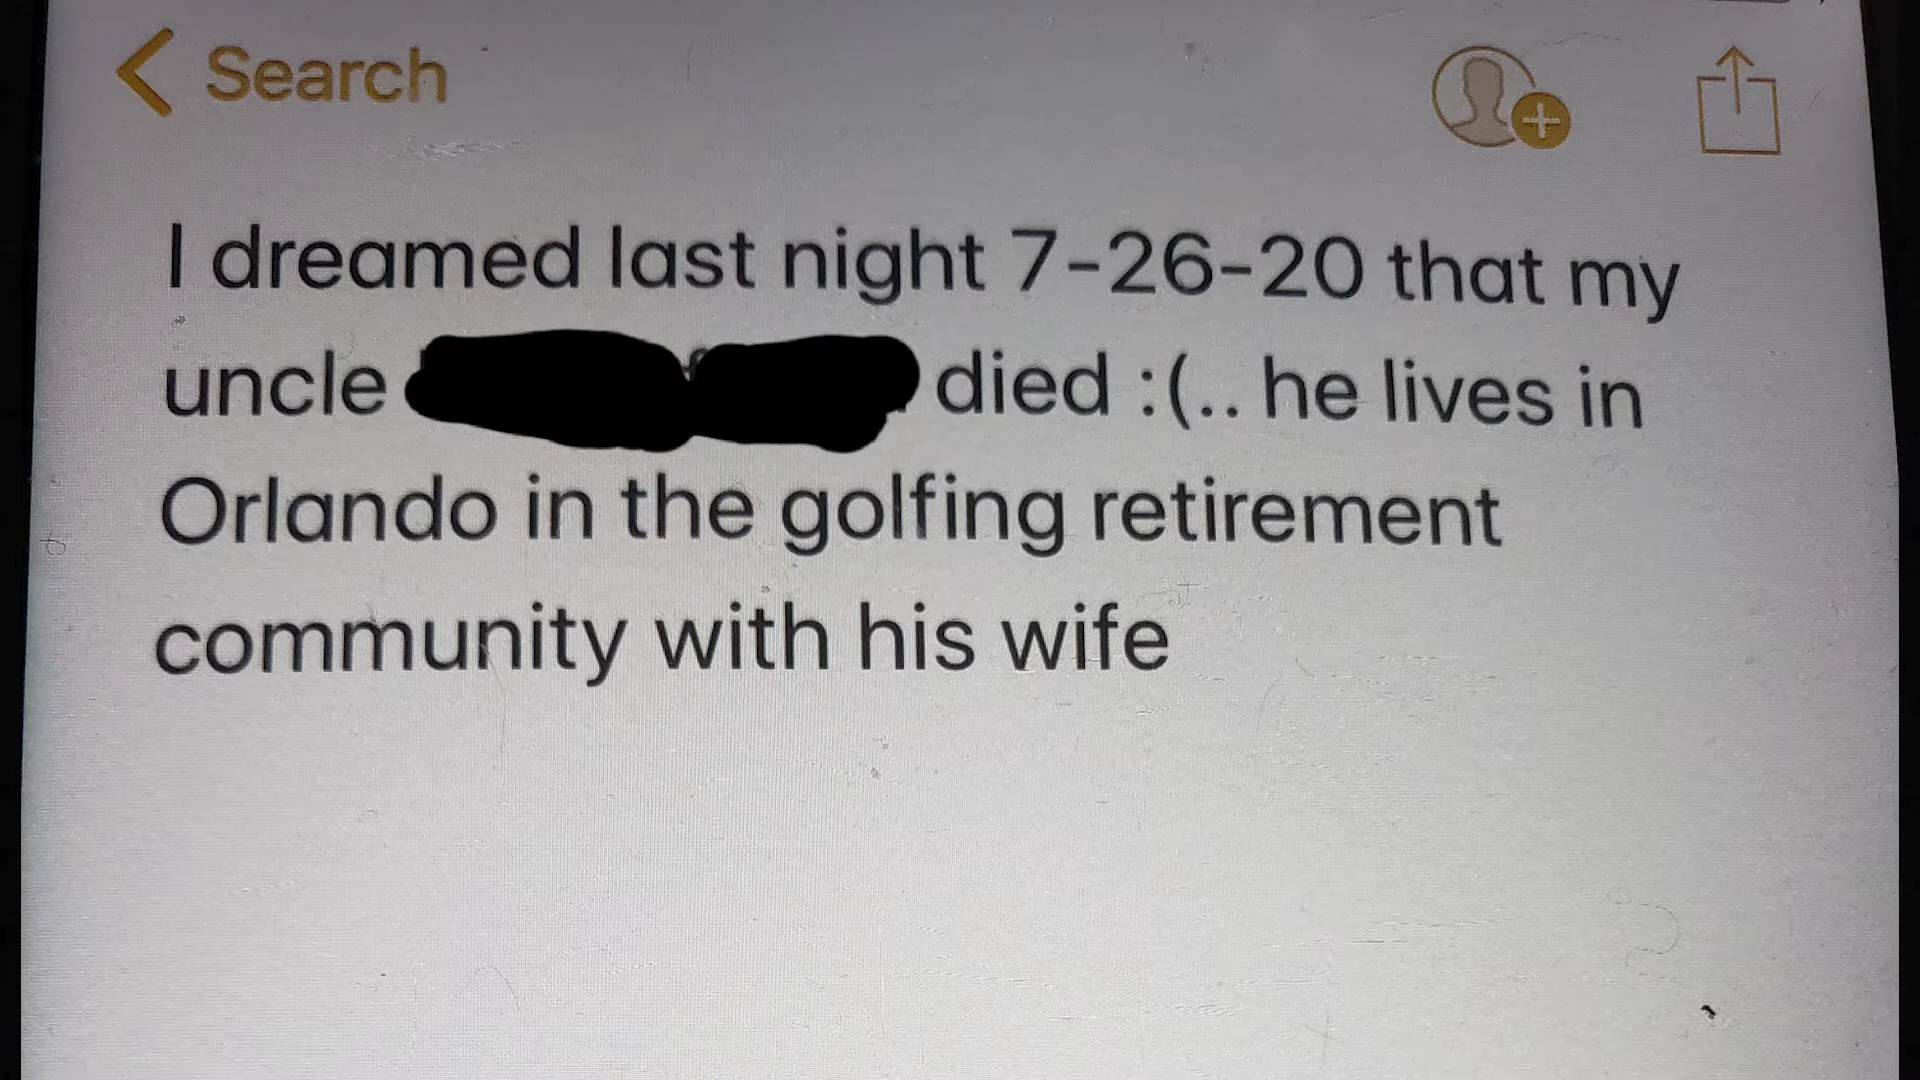 Search
I dreamed last night 7-26-20 that my
uncle died :(.. he lives in
Orlando in the golfing retirement
community with his wife